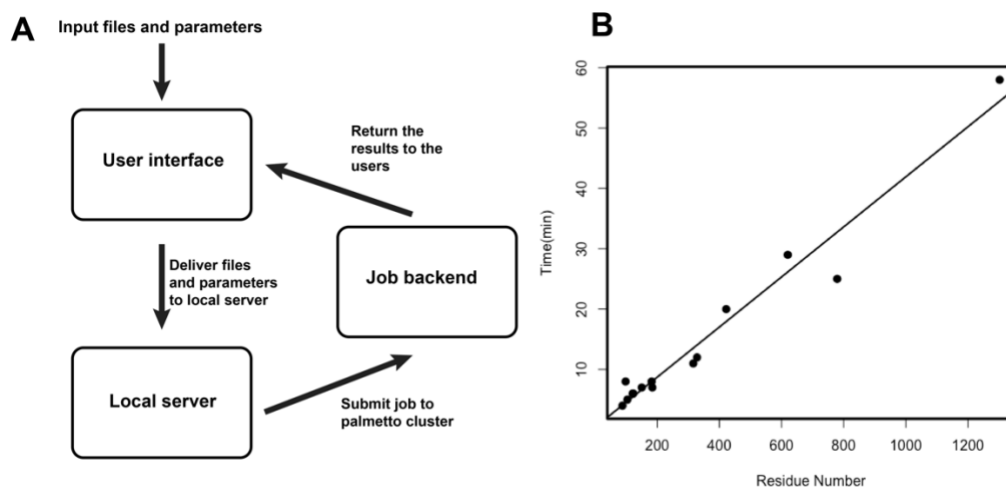 A
Input files and parameters
User interface
Return the
results to the
users
Deliver files
and parameters
to local server
Job backend
Local server
Submit job to
palmetto cluster
B
60
50
40
30
20
10
Time(min)
200 400 600 800 1000 1200
Residue Number